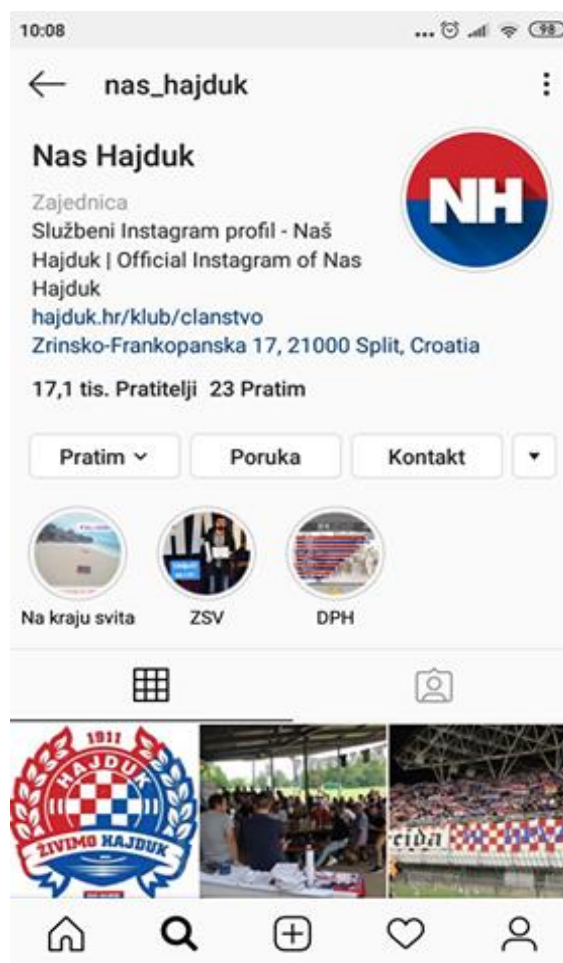 10:08
98
nas_hajduk
Nas Hajduk
NH
Zajednica
Službeni Instagram profil - Naš
Hajduk | Official Instagram of Nas
Hajduk
hajduk.hr/klub/clanstvo
Zrinsko-Frankopanska 17, 21000 Split, Croatia
17,1 tis. Pratitelji 23 Pratim
Pratim
Poruka
Kontakt
Na kraju svita
ZSV
DPH
1911
HAJDUK
ŽIVIMO HAJDUK